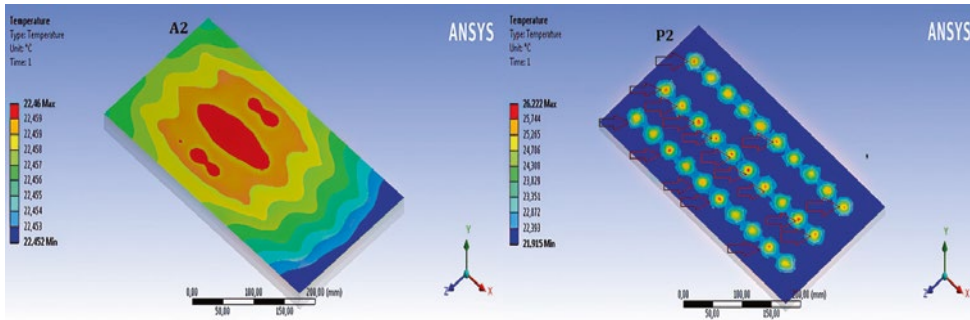 Temperature
Type: Temperature
Unit: °C
Time: 1
A2
ANSYS
22,46 Max
22,459
22,459
22,458
22,457
22,456
22,455
22,454
22,453
22,452 Min
0,00
100,00
200,00 (mm)
50,00
150,00
Y
Z
X
Temperature
Type: Temperature
Unit: °C
Time: 1
P2
ANSYS
26,222 Max
25,744
25,265
24,786
24,308
23,829
23,351
22,872
22,393
21,915 Min
0,00
100,00
200,00 (mm)
50,00
150,00
Y
Z
X